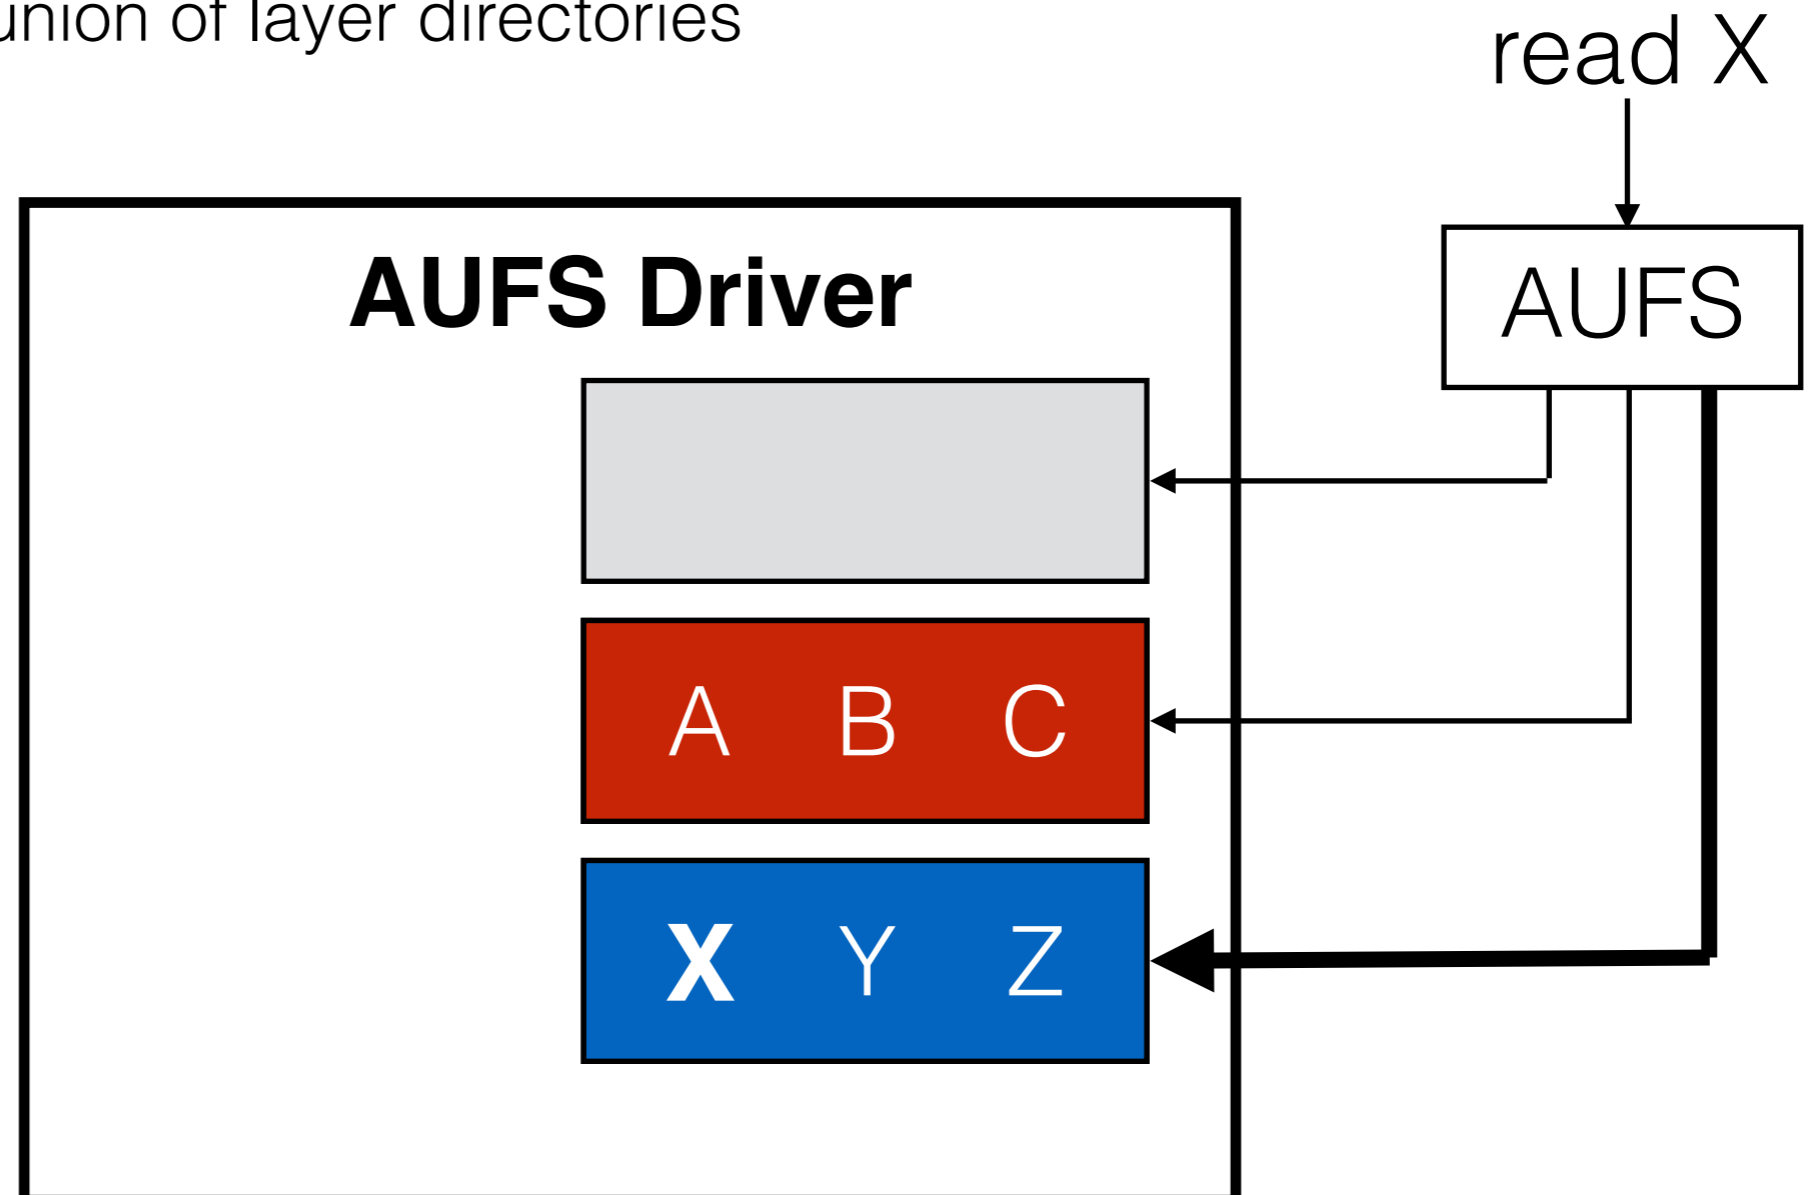 union of layer directories
read X
AUFS Driver
AUFS
A B C
X Y Z